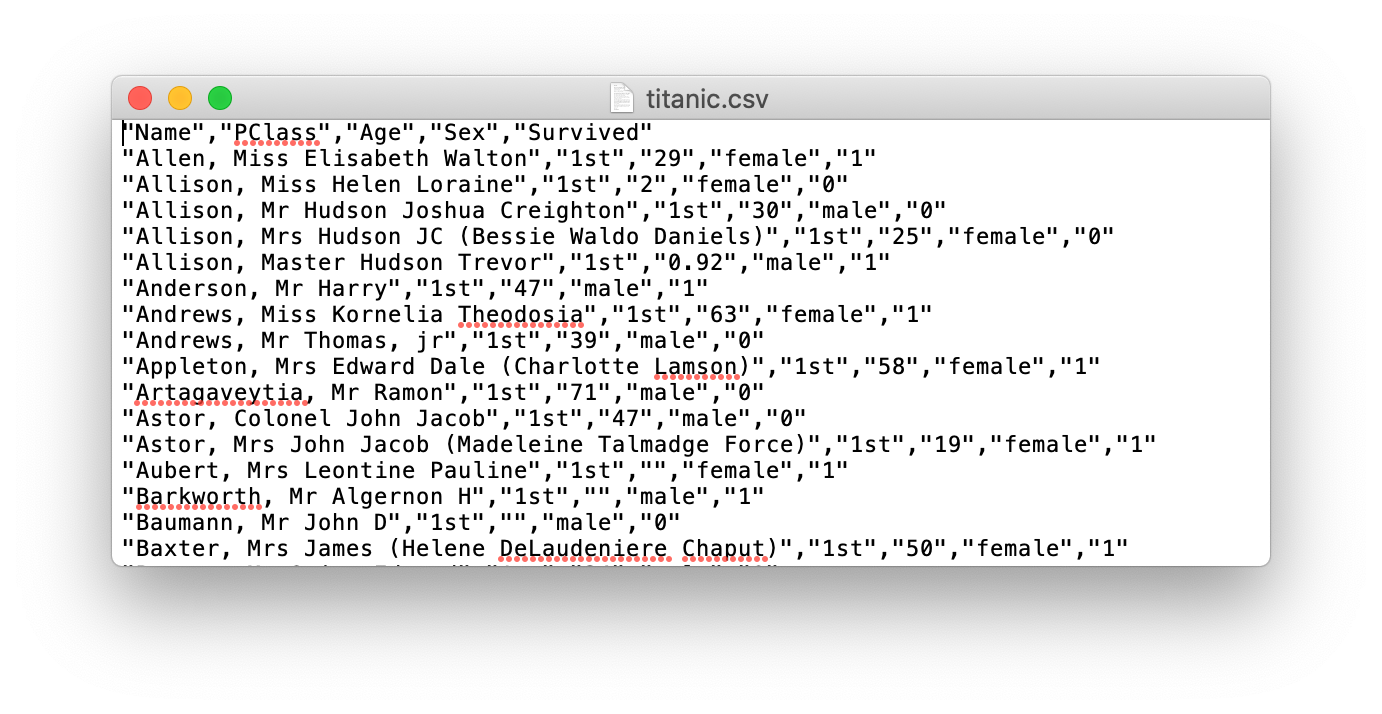 titanic.csv
"Name","PClass","Age","Sex","Survived"
"Allen, Miss Elisabeth Walton","1st","29","female","1"
"Allison, Miss Helen Loraine","1st","2","female","0"
"Allison, Mr Hudson Joshua Creighton","1st","30","male","0"
"Allison, Mrs Hudson JC (Bessie Waldo Daniels)","1st","25","female","0"
"Allison, Master Hudson Trevor","1st","0.92","male","1"
"Anderson, Mr Harry","1st","47","male","1"
"Andrews, Miss Kornelia Theodosia","1st","63","female","1"
"Andrews, Mr Thomas, jr","1st","39","male","0"
"Appleton, Mrs Edward Dale (Charlotte Lamson)","1st","58","female","1"
"Artagaveytia, Mr Ramon","1st","71","male","0"
"Astor, Colonel John Jacob","1st","47","male","0"
"Astor, Mrs John Jacob (Madeleine Talmadge Force)","1st","19","female","1"
"Aubert, Mrs Leontine Pauline","1st","","female","1"
"Barkworth, Mr Algernon H","1st","","male","1"
"Baumann, Mr John D","1st","","male","0"
"Baxter, Mrs James (Helene DeLaudeniere Chaput)","1st","50","female","1"